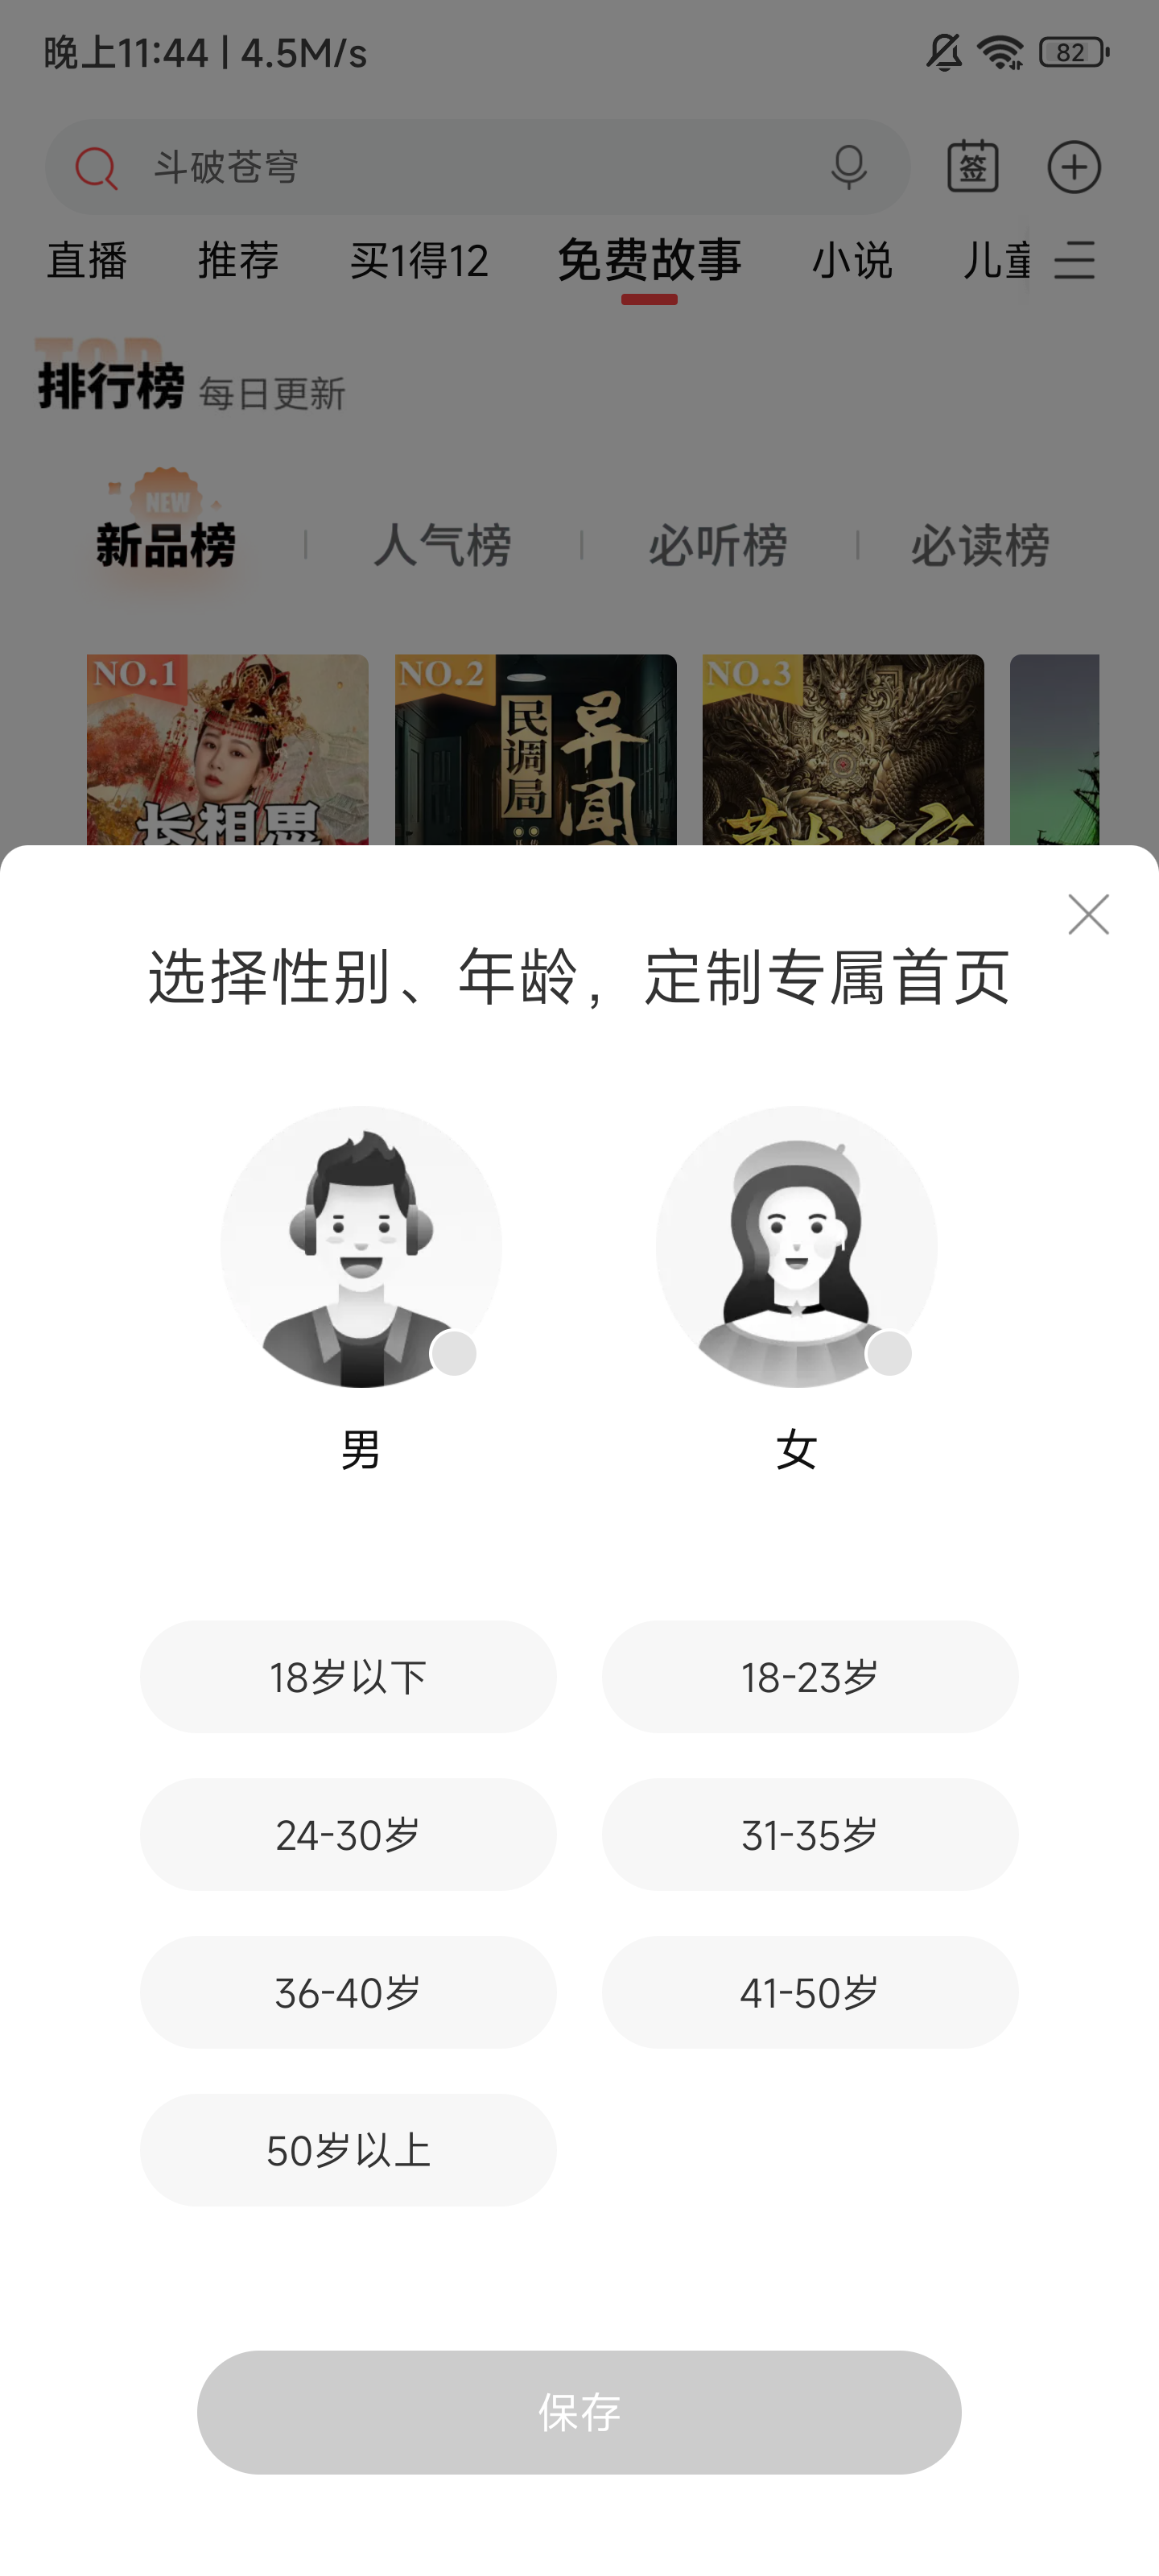 晚上11:44 | 4.5M/s
82
斗破苍穹
签
直播 推荐 买1得12 免费故事 小说 儿童
TOP
排行榜 每日更新
NEW
新品榜 人气榜 必听榜 必读榜
NO.1 NO.2 NO.3
长相思
民调局
异闻
选择性别、年龄，定制专属首页
男 女
18岁以下 18-23岁
24-30岁 31-35岁
36-40岁 41-50岁
50岁以上
保存